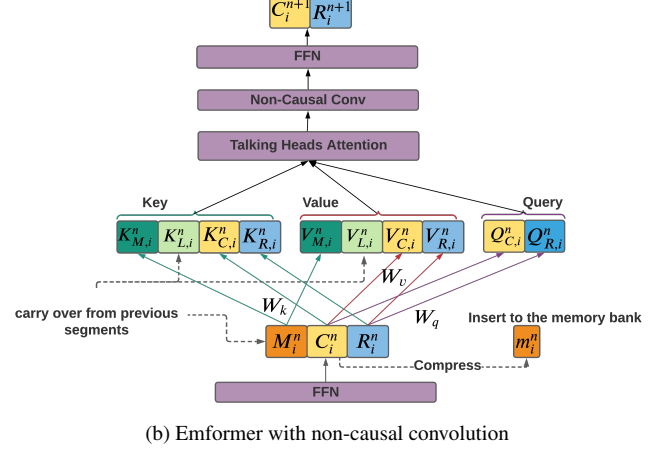 C_i^{n+1} R_i^{n+1}
FFN
Non-Causal Conv
Talking Heads Attention
Key Value Query
K_{M,i}^n K_{L,i}^n K_{C,i}^n K_{R,i}^n V_{M,i}^n V_{L,i}^n V_{C,i}^n V_{R,i}^n Q_{C,i}^n Q_{R,i}^n
W_v
W_k
W_q
carry over from previous
segments
Insert to the memory bank
M_i^n C_i^n R_i^n m_i^n
Compress
FFN
(b) Emformer with non-causal convolution